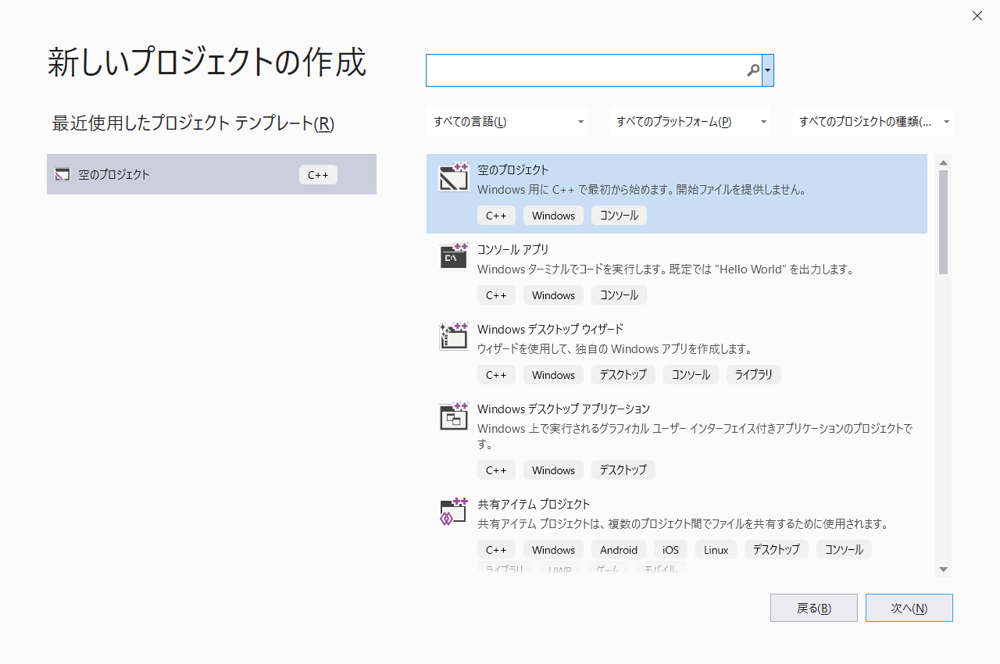 新しいプロジェクトの作成
最近使用したプロジェクト テンプレート(R)
空のプロジェクト C++
すべての言語(L) すべてのプラットフォーム(P) すべてのプロジェクトの種類(...
空のプロジェクト
Windows 用に C++ で最初から始めます。開始ファイルを提供しません。
C++ Windows コンソール
コンソール アプリ
Windows ターミナルでコードを実行します。既定では "Hello World" を出力します。
C++ Windows コンソール
Windows デスクトップ ウィザード
ウィザードを使用して、独自の Windows アプリを作成します。
C++ Windows デスクトップ コンソール ライブラリ
Windows デスクトップ アプリケーション
Windows 上で実行されるグラフィカル ユーザー インターフェイス付きアプリケーションのプロジェクトで
す。
C++ Windows デスクトップ
共有アイテム プロジェクト
共有アイテム プロジェクトは、複数のプロジェクト間でファイルを共有するために使用されます。
C++ Windows Android iOS Linux デスクトップ コンソール
ライブラリ UWP ゲーム モバイル
戻る(B) 次へ(N)